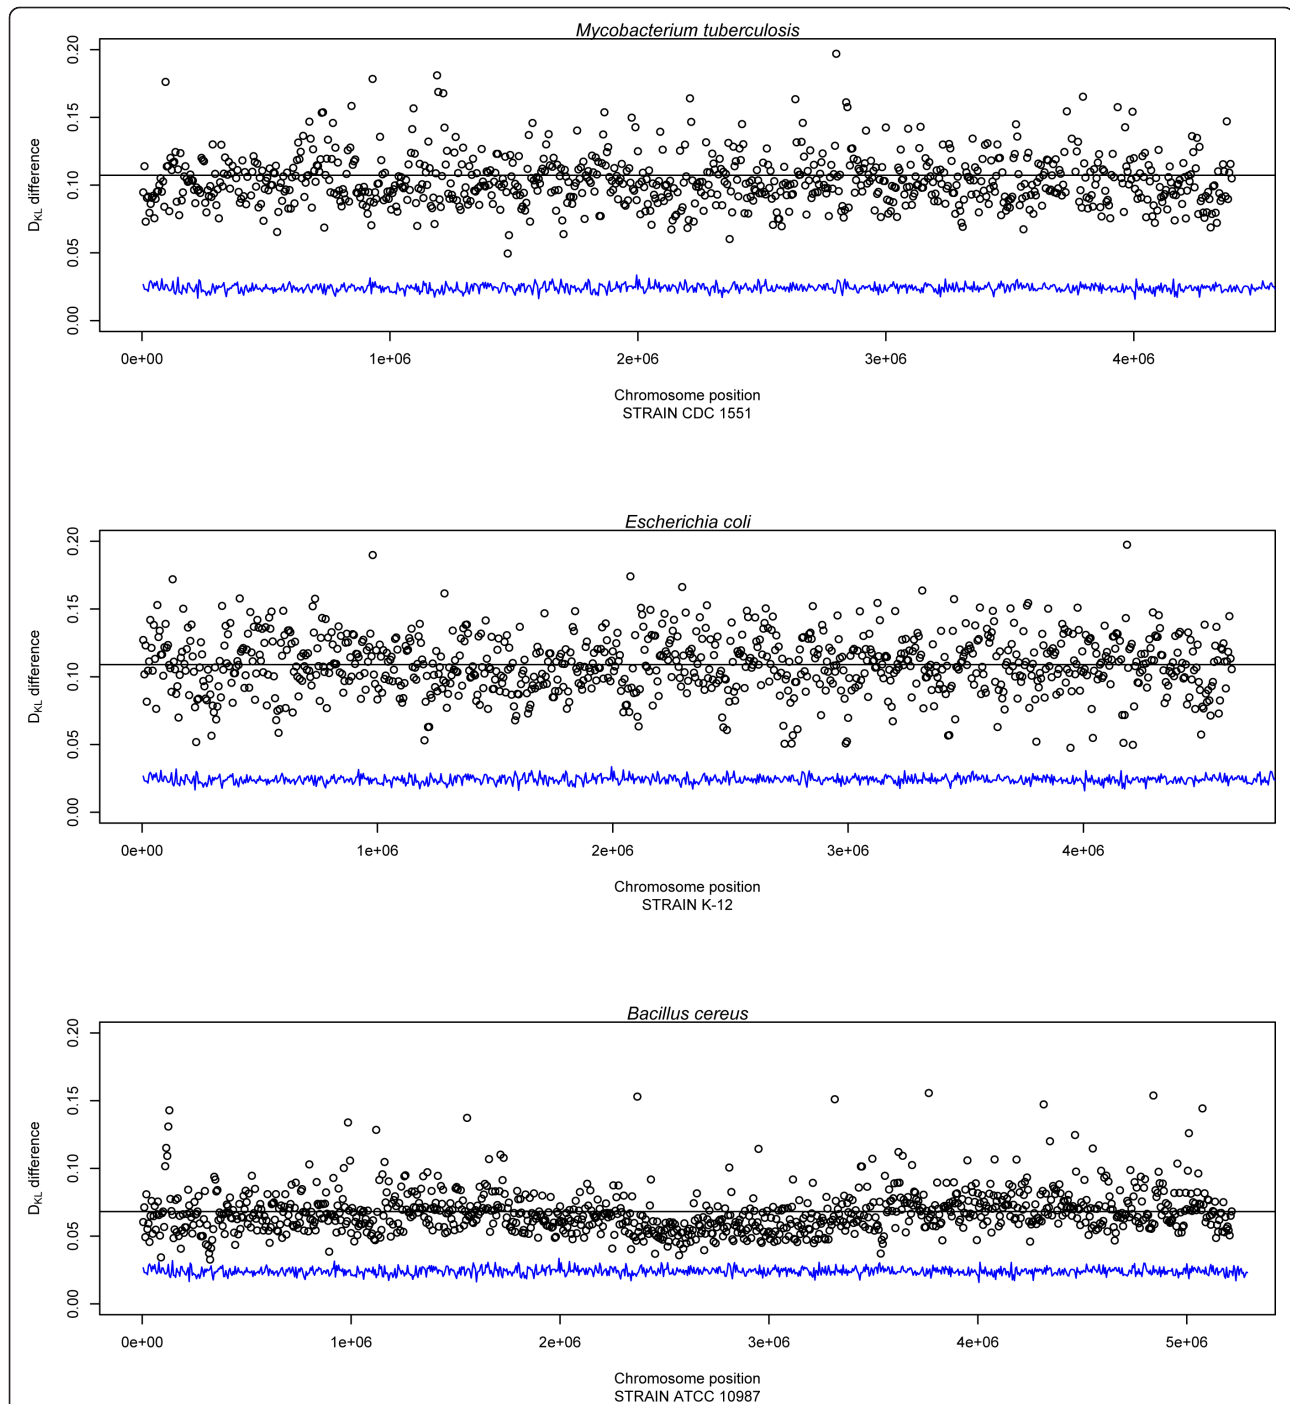 Mycobacterium tuberculosis
0.20
0.15
0.10
0.05
0.00
DKL difference
0e+00 1e+06 2e+06 3e+06 4e+06
Chromosome position
STRAIN CDC 1551
Escherichia coli
0.20
0.15
0.10
0.05
0.00
DKL difference
0e+00 1e+06 2e+06 3e+06 4e+06
Chromosome position
STRAIN K-12
Bacillus cereus
0.20
0.15
0.10
0.05
0.00
DKL difference
0e+00 1e+06 2e+06 3e+06 4e+06 5e+06
Chromosome position
STRAIN ATCC 10987